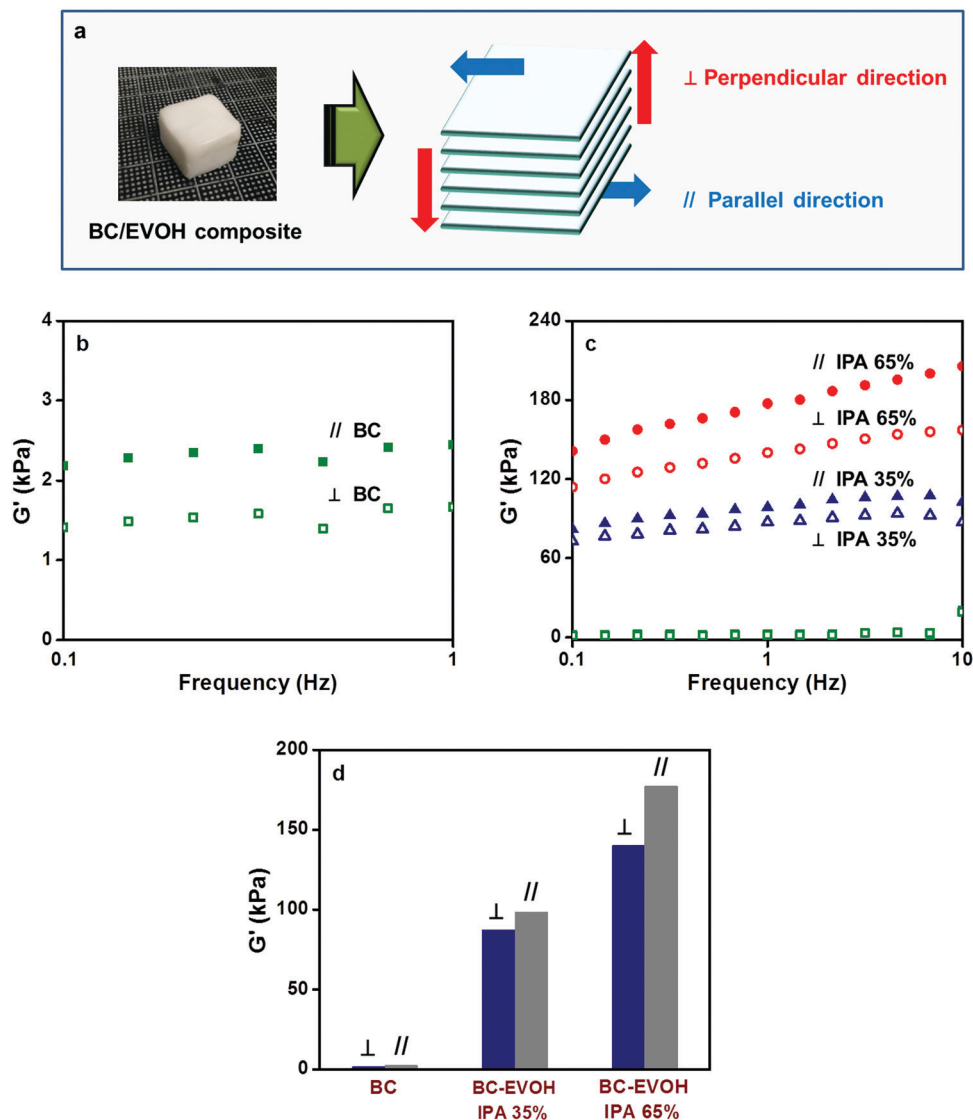 a
⊥ Perpendicular direction
// Parallel direction
BC/EVOH composite
b
4
3
2
1
0
G' (kPa)
// BC
⊥ BC
0.1
1
Frequency (Hz)
c
240
180
120
60
0
G' (kPa)
// IPA 65%
⊥ IPA 65%
// IPA 35%
⊥ IPA 35%
0.1
1
10
Frequency (Hz)
d
200
150
100
50
0
G' (kPa)
⊥ //
⊥ //
⊥ //
BC
BC-EVOH
IPA 35%
BC-EVOH
IPA 65%